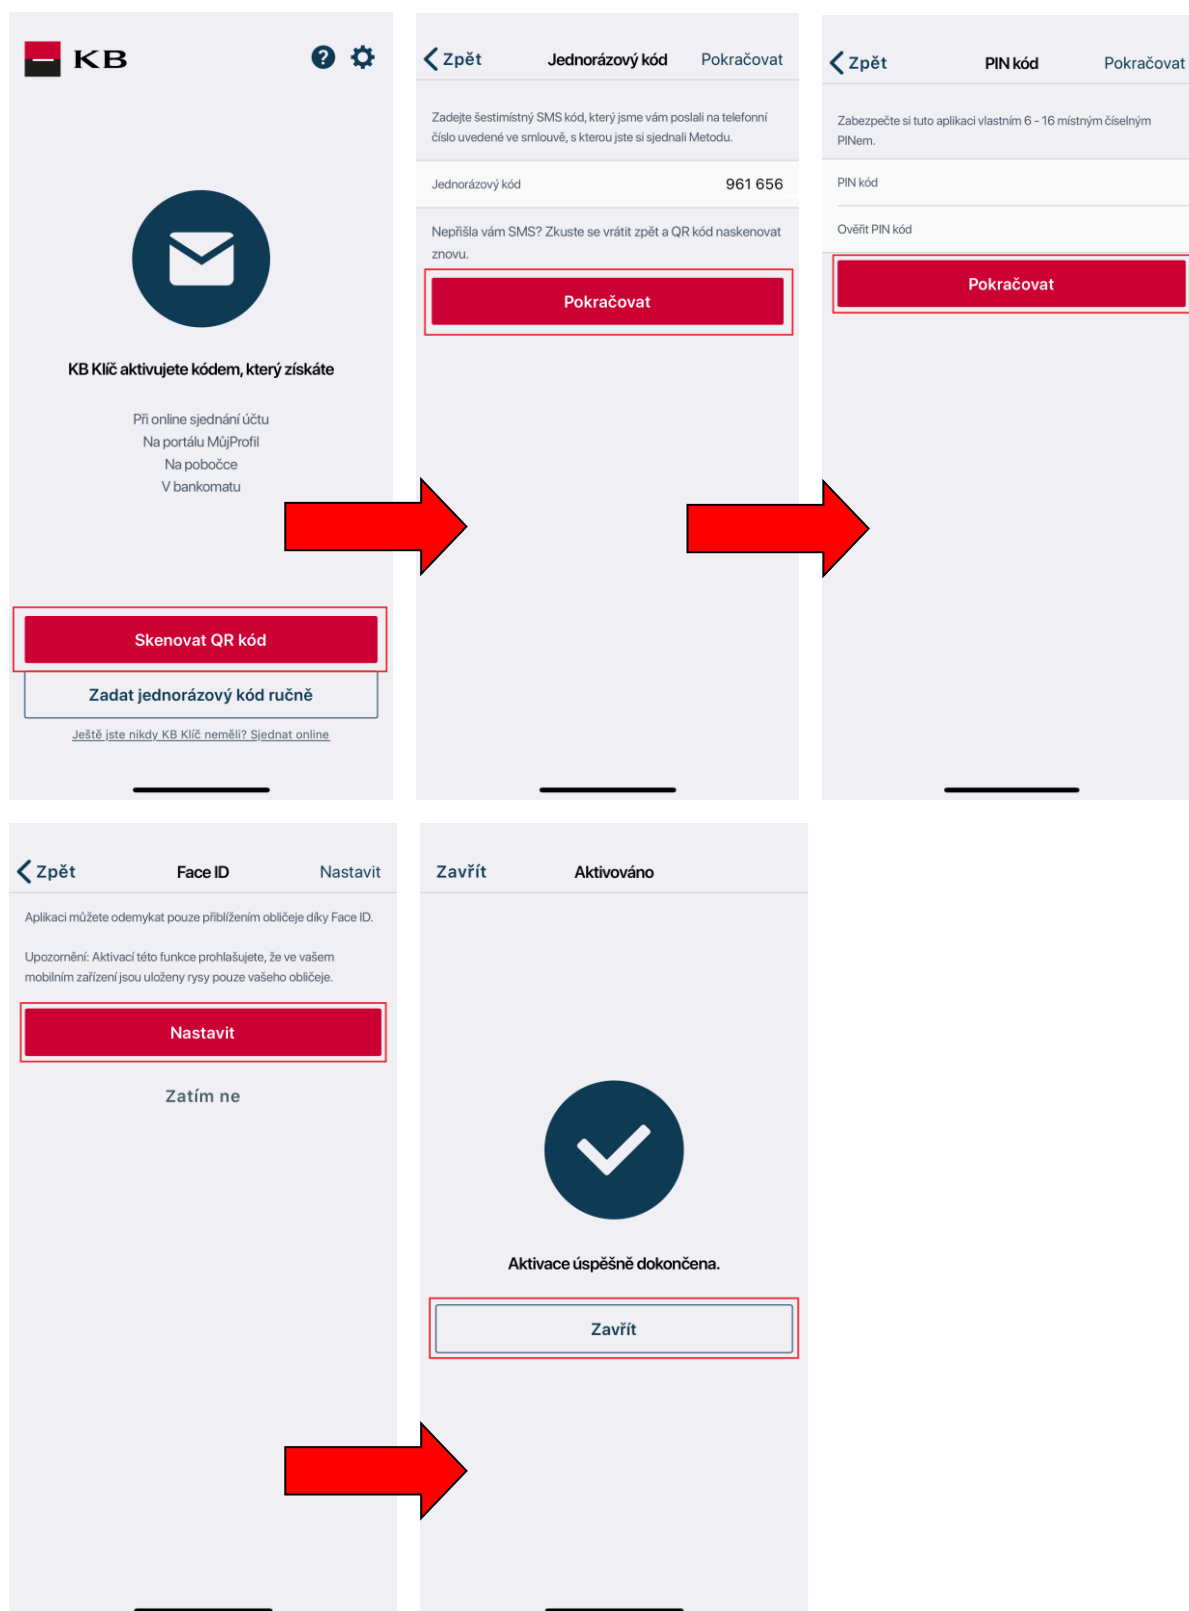 KB
KB Klíč aktivujete kódem, který získáte
Při online sjednání účtu
Na portálu MůjProfil
Na pobočce
V bankomatu
Skenovat QR kód
Zadat jednorázový kód ručně
Ještě jste nikdy KB Klíč neměli? Sjednat online
Zpět
Jednorázový kód
Pokračovat
Zadejte šestimístný SMS kód, který jsme vám poslali na telefonní
číslo uvedené ve smlouvě, s kterou jste si sjednali Metodu.
Jednorázový kód
961 656
Nepřišla vám SMS? Zkuste se vrátit zpět a QR kód naskenovat
znovu.
Pokračovat
Zpět
PIN kód
Pokračovat
Zabezpečte si tuto aplikaci vlastním 6 - 16 místným číselným
PINem.
PIN kód
Ověřit PIN kód
Pokračovat
Zpět
Face ID
Nastavit
Aplikaci můžete odemykat pouze přiblížením obličeje díky Face ID.
Upozornění: Aktivací této funkce prohlašujete, že ve vašem
mobilním zařízení jsou uloženy rysy pouze vašeho obličeje.
Nastavit
Zatím ne
Zavřít
Aktivováno
Aktivace úspěšně dokončena.
Zavřít